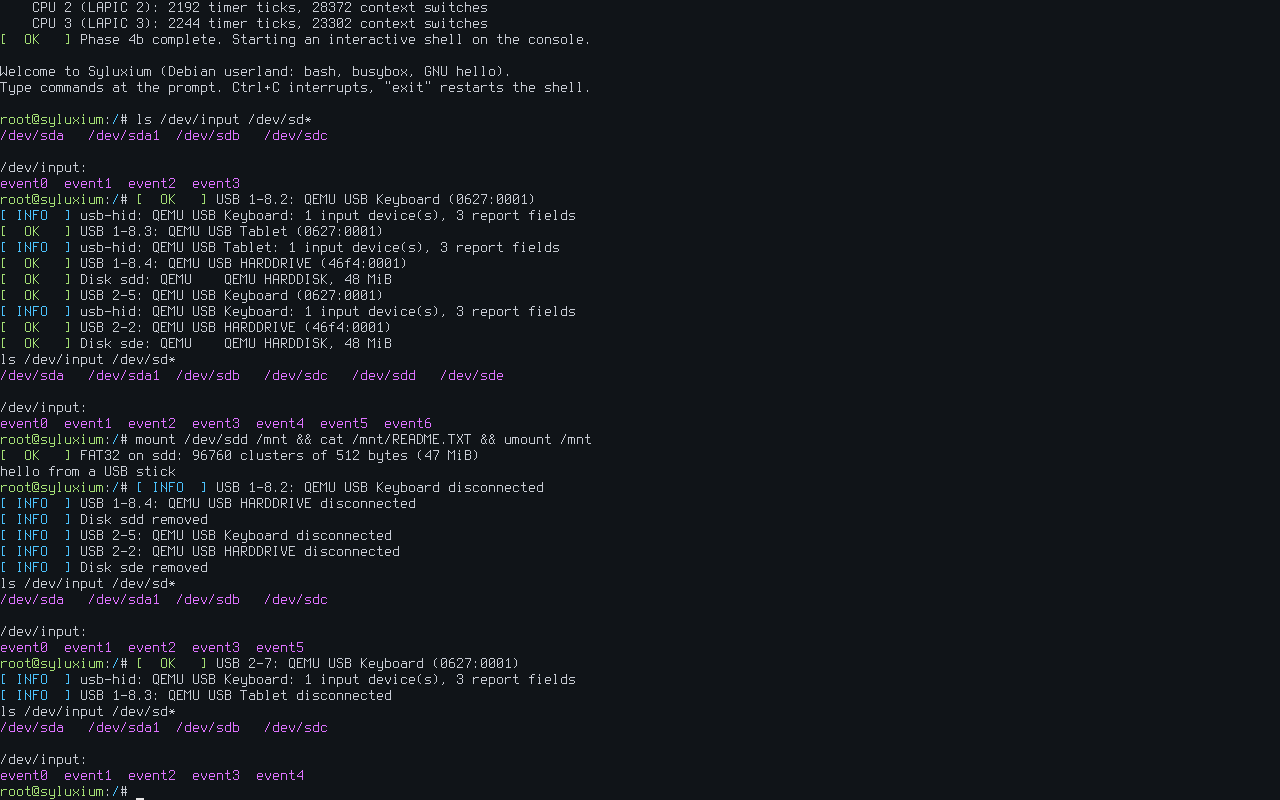 CPU 2 (LAPIC 2): 2192 timer ticks, 28372 context switches
CPU 3 (LAPIC 3): 2244 timer ticks, 23302 context switches
[  OK   ] Phase 4b complete. Starting an interactive shell on the console.
Welcome to Syluxium (Debian userland: bash, busybox, GNU hello).
Type commands at the prompt. Ctrl+C interrupts, "exit" restarts the shell.
root@syluxium:/# ls /dev/input /dev/sd*
/dev/sda   /dev/sda1  /dev/sdb   /dev/sdc
/dev/input:
event0  event1  event2  event3
root@syluxium:/# [  OK   ] USB 1-8.2: QEMU USB Keyboard (0627:0001)
[ INFO  ] usb-hid: QEMU USB Keyboard: 1 input device(s), 3 report fields
[  OK   ] USB 1-8.3: QEMU USB Tablet (0627:0001)
[ INFO  ] usb-hid: QEMU USB Tablet: 1 input device(s), 3 report fields
[  OK   ] USB 1-8.4: QEMU USB HARDDRIVE (46f4:0001)
[  OK   ] Disk sdd: QEMU    QEMU HARDDISK, 48 MiB
[  OK   ] USB 2-5: QEMU USB Keyboard (0627:0001)
[ INFO  ] usb-hid: QEMU USB Keyboard: 1 input device(s), 3 report fields
[  OK   ] USB 2-2: QEMU USB HARDDRIVE (46f4:0001)
[  OK   ] Disk sde: QEMU    QEMU HARDDISK, 48 MiB
ls /dev/input /dev/sd*
/dev/sda   /dev/sda1  /dev/sdb   /dev/sdc   /dev/sdd   /dev/sde
/dev/input:
event0  event1  event2  event3  event4  event5  event6
root@syluxium:/# mount /dev/sdd /mnt && cat /mnt/README.TXT && umount /mnt
[  OK   ] FAT32 on sdd: 96760 clusters of 512 bytes (47 MiB)
hello from a USB stick
root@syluxium:/# [ INFO  ] USB 1-8.2: QEMU USB Keyboard disconnected
[ INFO  ] USB 1-8.4: QEMU USB HARDDRIVE disconnected
[ INFO  ] Disk sdd removed
[ INFO  ] USB 2-5: QEMU USB Keyboard disconnected
[ INFO  ] USB 2-2: QEMU USB HARDDRIVE disconnected
[ INFO  ] Disk sde removed
ls /dev/input /dev/sd*
/dev/sda   /dev/sda1  /dev/sdb   /dev/sdc
/dev/input:
event0  event1  event2  event3  event5
root@syluxium:/# [  OK   ] USB 2-7: QEMU USB Keyboard (0627:0001)
[ INFO  ] usb-hid: QEMU USB Keyboard: 1 input device(s), 3 report fields
[ INFO  ] USB 1-8.3: QEMU USB Tablet disconnected
ls /dev/input /dev/sd*
/dev/sda   /dev/sda1  /dev/sdb   /dev/sdc
/dev/input:
event0  event1  event2  event3  event4
root@syluxium:/# _